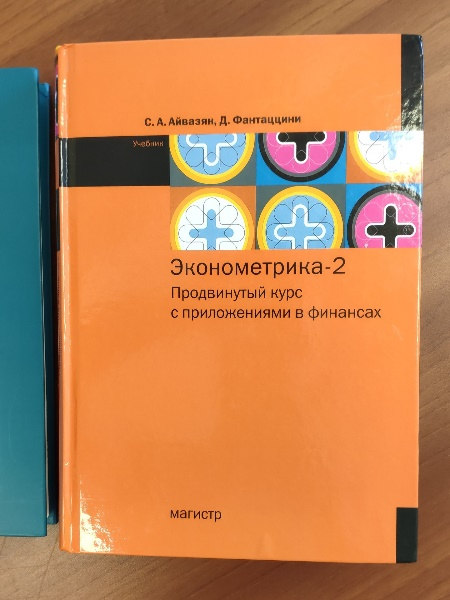 С. А. Айвазян, Д. Фантаццини
Учебник
Эконометрика-2
Продвинутый курс
с приложениями в финансах
магистр